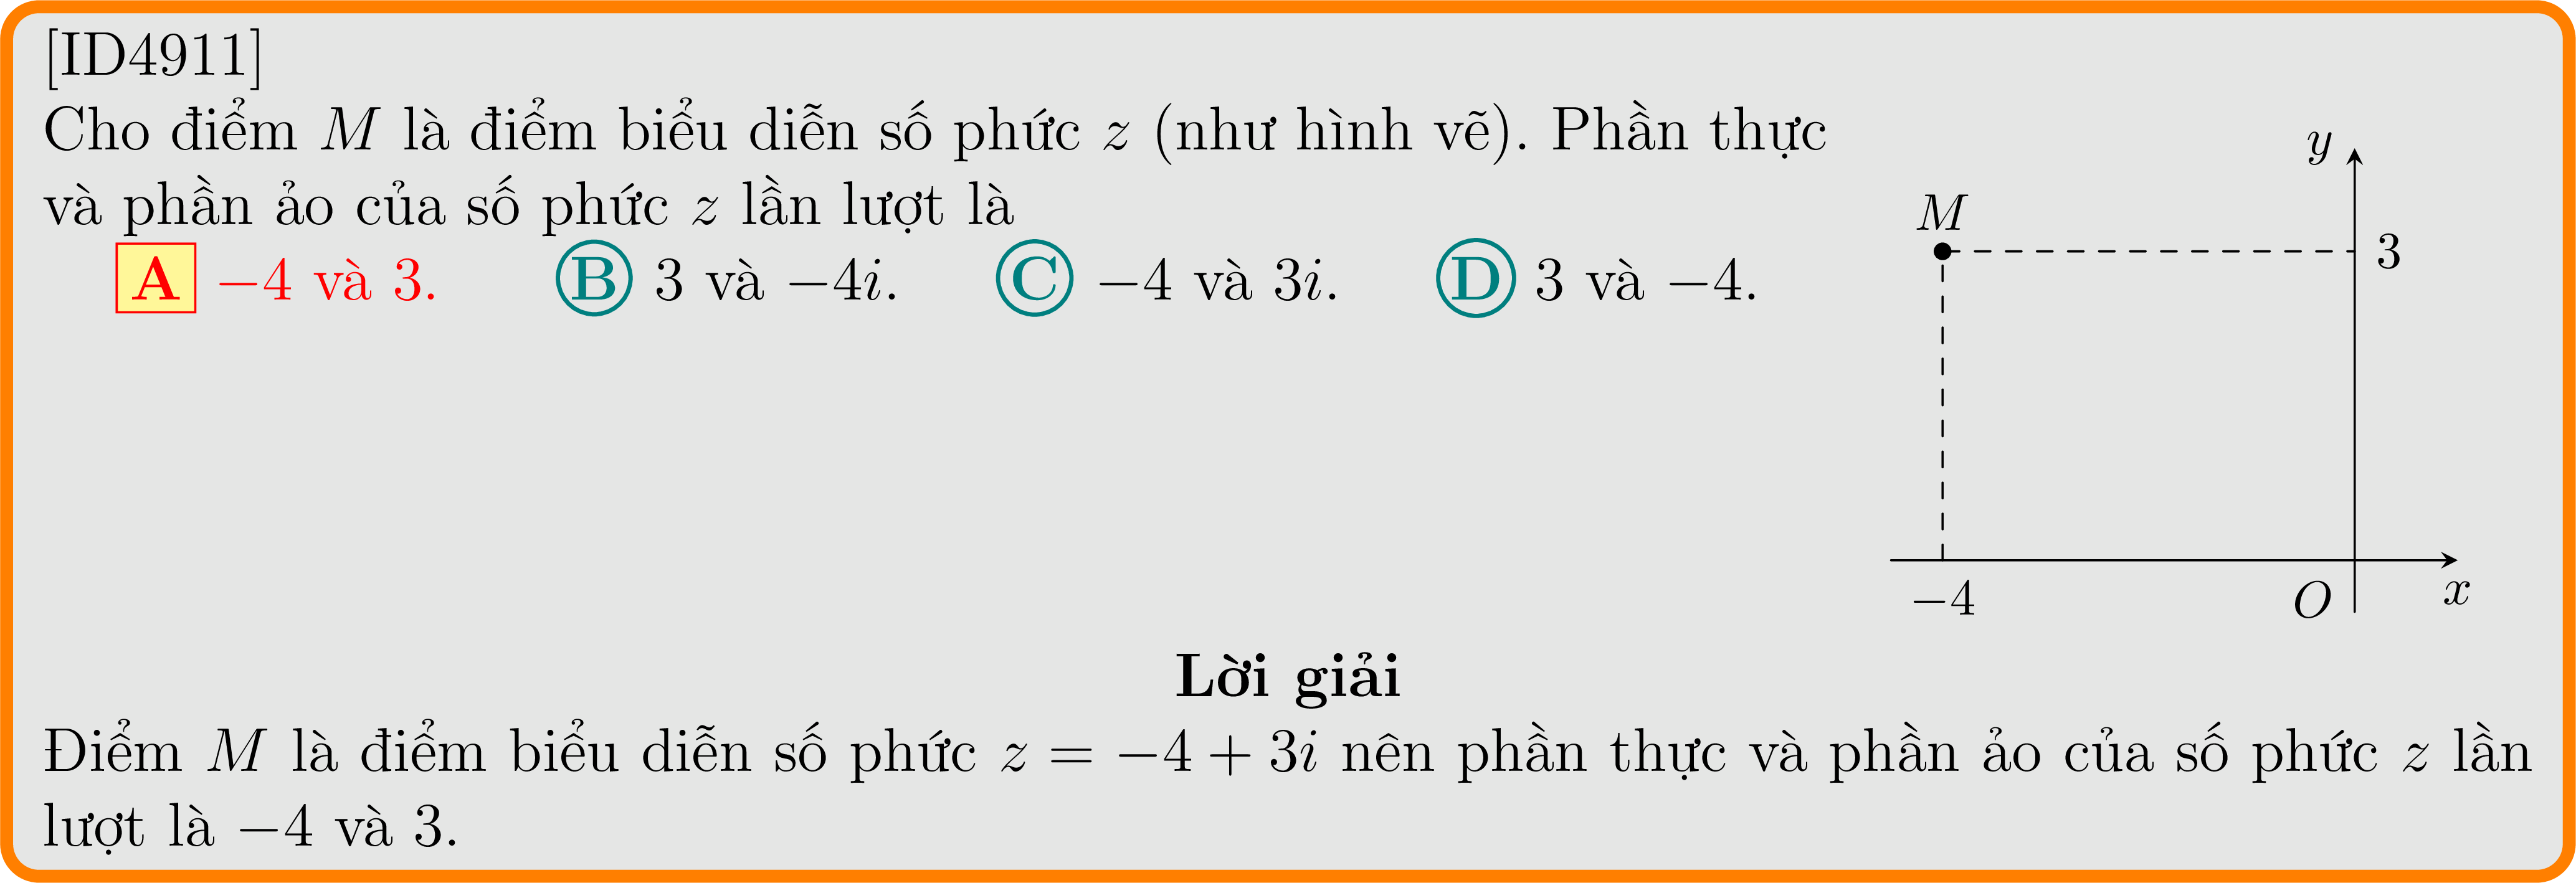 [ID4911]
Cho điểm M là điểm biểu diễn số phức z (như hình vẽ). Phần thực
và phần ảo của số phức z lần lượt là
A −4 và 3. B 3 và −4i. C −4 và 3i. D 3 và −4.
y
M
3
−4
O
x
Lời giải
Điểm M là điểm biểu diễn số phức z = −4 + 3i nên phần thực và phần ảo của số phức z lần
lượt là −4 và 3.